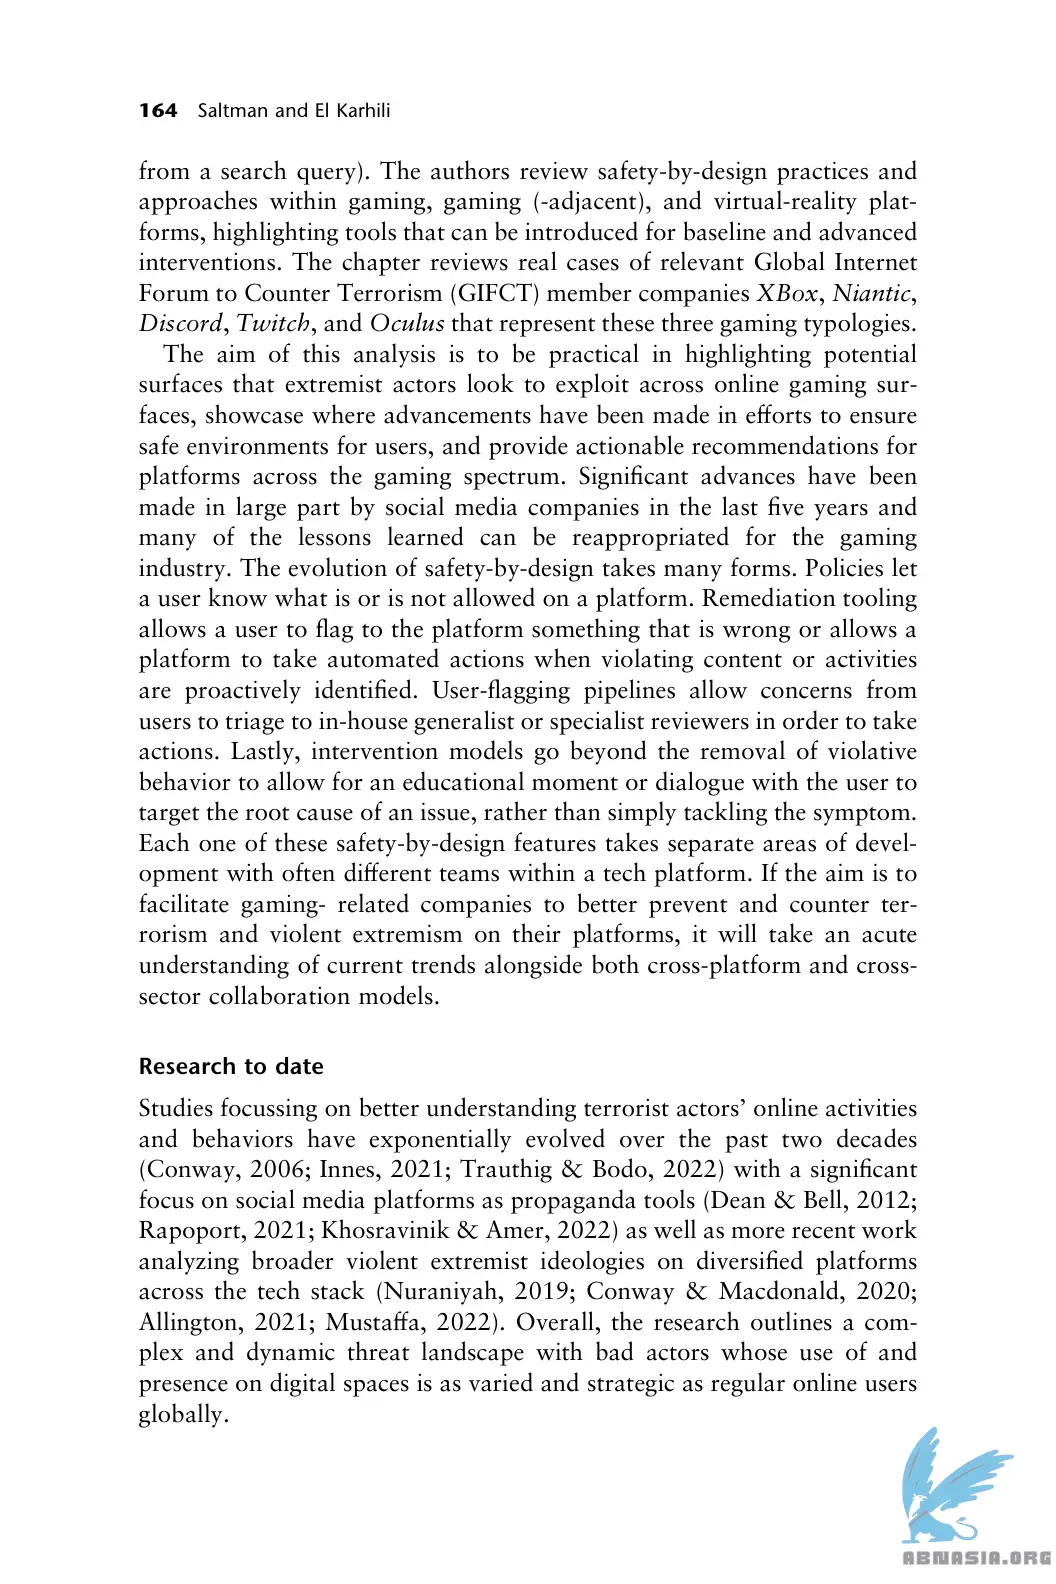 164 Saltman and El Karhili
from a search query). The authors review safety-by-design practices and
approaches within gaming, gaming (-adjacent), and virtual-reality plat-
forms, highlighting tools that can be introduced for baseline and advanced
interventions. The chapter reviews real cases of relevant Global Internet
Forum to Counter Terrorism (GIFCT) member companies XBox, Niantic,
Discord, Twitch, and Oculus that represent these three gaming typologies.
The aim of this analysis is to be practical in highlighting potential
surfaces that extremist actors look to exploit across online gaming sur-
faces, showcase where advancements have been made in efforts to ensure
safe environments for users, and provide actionable recommendations for
platforms across the gaming spectrum. Significant advances have been
made in large part by social media companies in the last five years and
many of the lessons learned can be reappropriated for the gaming
industry. The evolution of safety-by-design takes many forms. Policies let
a user know what is or is not allowed on a platform. Remediation tooling
allows a user to flag to the platform something that is wrong or allows a
platform to take automated actions when violating content or activities
are proactively identified. User-flagging pipelines allow concerns from
users to triage to in-house generalist or specialist reviewers in order to take
actions. Lastly, intervention models go beyond the removal of violative
behavior to allow for an educational moment or dialogue with the user to
target the root cause of an issue, rather than simply tackling the symptom.
Each one of these safety-by-design features takes separate areas of devel-
opment with often different teams within a tech platform. If the aim is to
facilitate gaming- related companies to better prevent and counter ter-
rorism and violent extremism on their platforms, it will take an acute
understanding of current trends alongside both cross-platform and cross-
sector collaboration models.
Research to date
Studies focussing on better understanding terrorist actors’ online activities
and behaviors have exponentially evolved over the past two decades
(Conway, 2006; Innes, 2021; Trauthig & Bodo, 2022) with a significant
focus on social media platforms as propaganda tools (Dean & Bell, 2012;
Rapoport, 2021; Khosravinik & Amer, 2022) as well as more recent work
analyzing broader violent extremist ideologies on diversified platforms
across the tech stack (Nuraniyah, 2019; Conway & Macdonald, 2020;
Allington, 2021; Mustaffa, 2022). Overall, the research outlines a com-
plex and dynamic threat landscape with bad actors whose use of and
presence on digital spaces is as varied and strategic as regular online users
globally.
ABNASIA.ORG